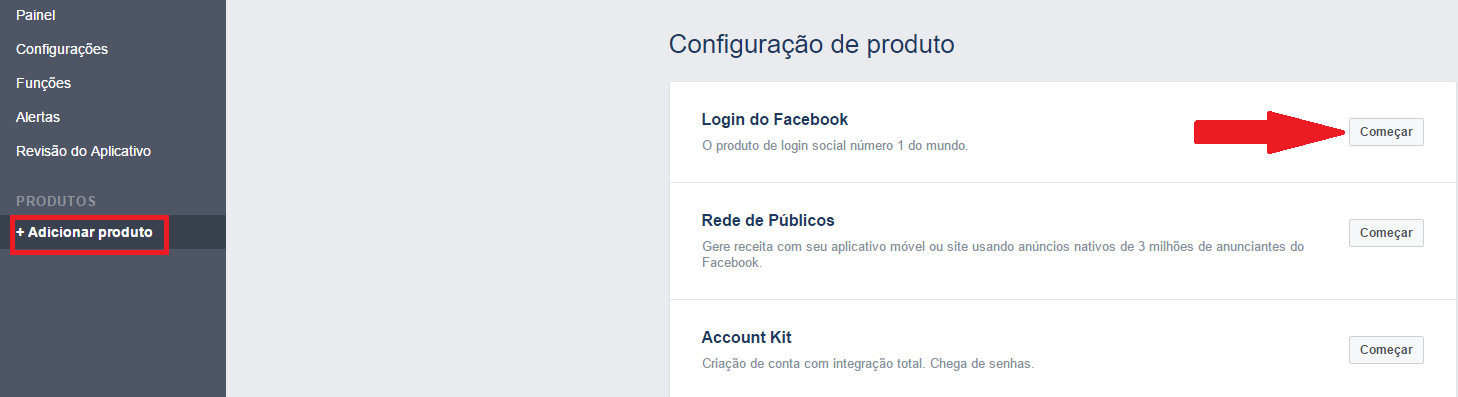 Painel
Configurações
Funções
Alertas
Revisão do Aplicativo
PRODUTOS
+ Adicionar produto
Configuração de produto
Login do Facebook
O produto de login social número 1 do mundo.
Começar
Rede de Públicos
Gere receita com seu aplicativo móvel ou site usando anúncios nativos de 3 milhões de anunciantes do
Facebook.
Começar
Account Kit
Criação de conta com integração total. Chega de senhas.
Começar